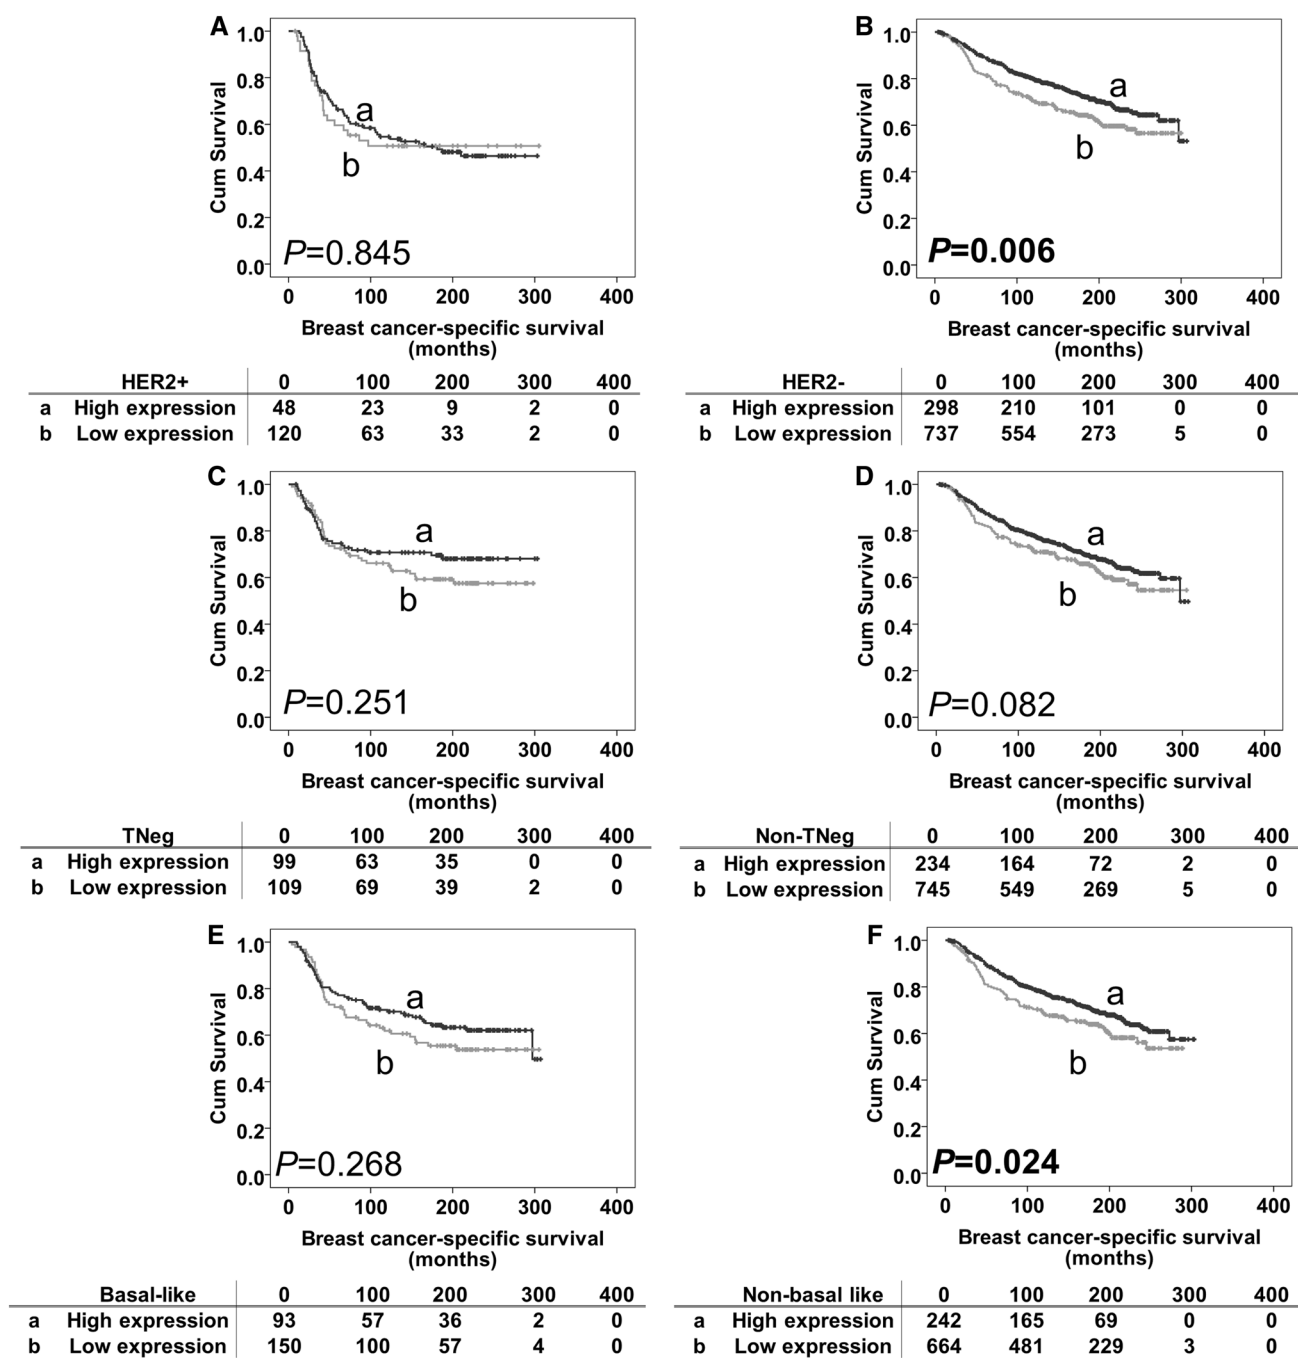 A
1.0
0.8
0.6
0.4
0.2
0.0
Cum Survival
a
b
P=0.845
0 100 200 300 400
Breast cancer-specific survival
(months)
HER2+ 0 100 200 300 400
a High expression 48 23 9 2 0
b Low expression 120 63 33 2 0
B
1.0
0.8
0.6
0.4
0.2
0.0
Cum Survival
a
b
P=0.006
0 100 200 300 400
Breast cancer-specific survival
(months)
HER2- 0 100 200 300 400
a High expression 298 210 101 0 0
b Low expression 737 554 273 5 0
C
1.0
0.8
0.6
0.4
0.2
0.0
Cum Survival
a
b
P=0.251
0 100 200 300 400
Breast cancer-specific survival
(months)
TNeg 0 100 200 300 400
a High expression 99 63 35 0 0
b Low expression 109 69 39 2 0
D
1.0
0.8
0.6
0.4
0.2
0.0
Cum Survival
a
b
P=0.082
0 100 200 300 400
Breast cancer-specific survival
(months)
Non-TNeg 0 100 200 300 400
a High expression 234 164 72 2 0
b Low expression 745 549 269 5 0
E
1.0
0.8
0.6
0.4
0.2
0.0
Cum Survival
a
b
P=0.268
0 100 200 300 400
Breast cancer-specific survival
(months)
Basal-like 0 100 200 300 400
a High expression 93 57 36 2 0
b Low expression 150 100 57 4 0
F
1.0
0.8
0.6
0.4
0.2
0.0
Cum Survival
a
b
P=0.024
0 100 200 300 400
Breast cancer-specific survival
(months)
Non-basal like 0 100 200 300 400
a High expression 242 165 69 0 0
b Low expression 664 481 229 3 0